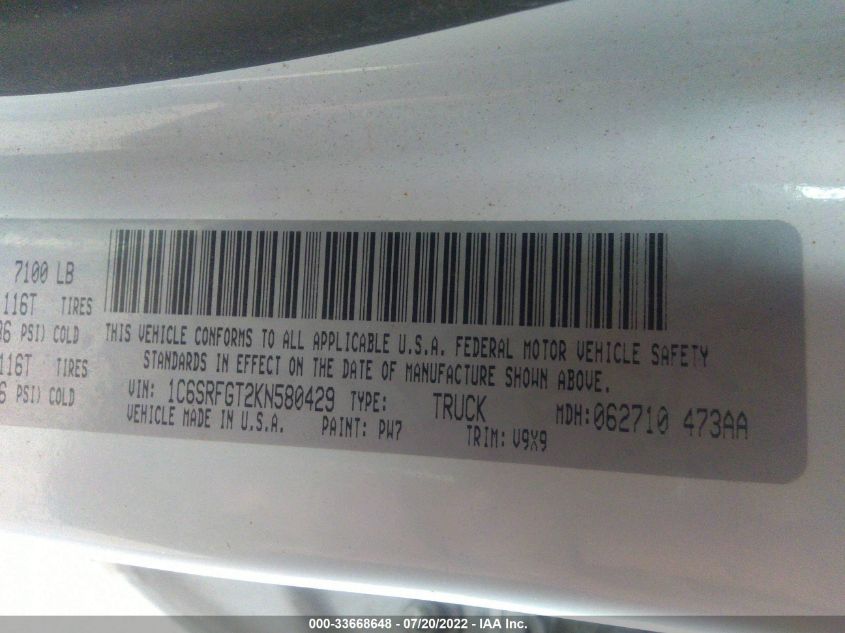 7100 LB
116T TIRES
PSI) COLD
116T TIRES
PSI) COLD
THIS VEHICLE CONFORMS TO ALL APPLICABLE U.S.A. FEDERAL MOTOR VEHICLE SAFETY
STANDARDS IN EFFECT ON THE DATE OF MANUFACTURE SHOWN ABOVE.
VIN: 1C6SRFGT2KN580429 TYPE: TRUCK MDH:062710 473AA
VEHICLE MADE IN U.S.A. PAINT: PW7 TRIM: V9X9
000-33668648 - 07/20/2022 - IAA Inc.